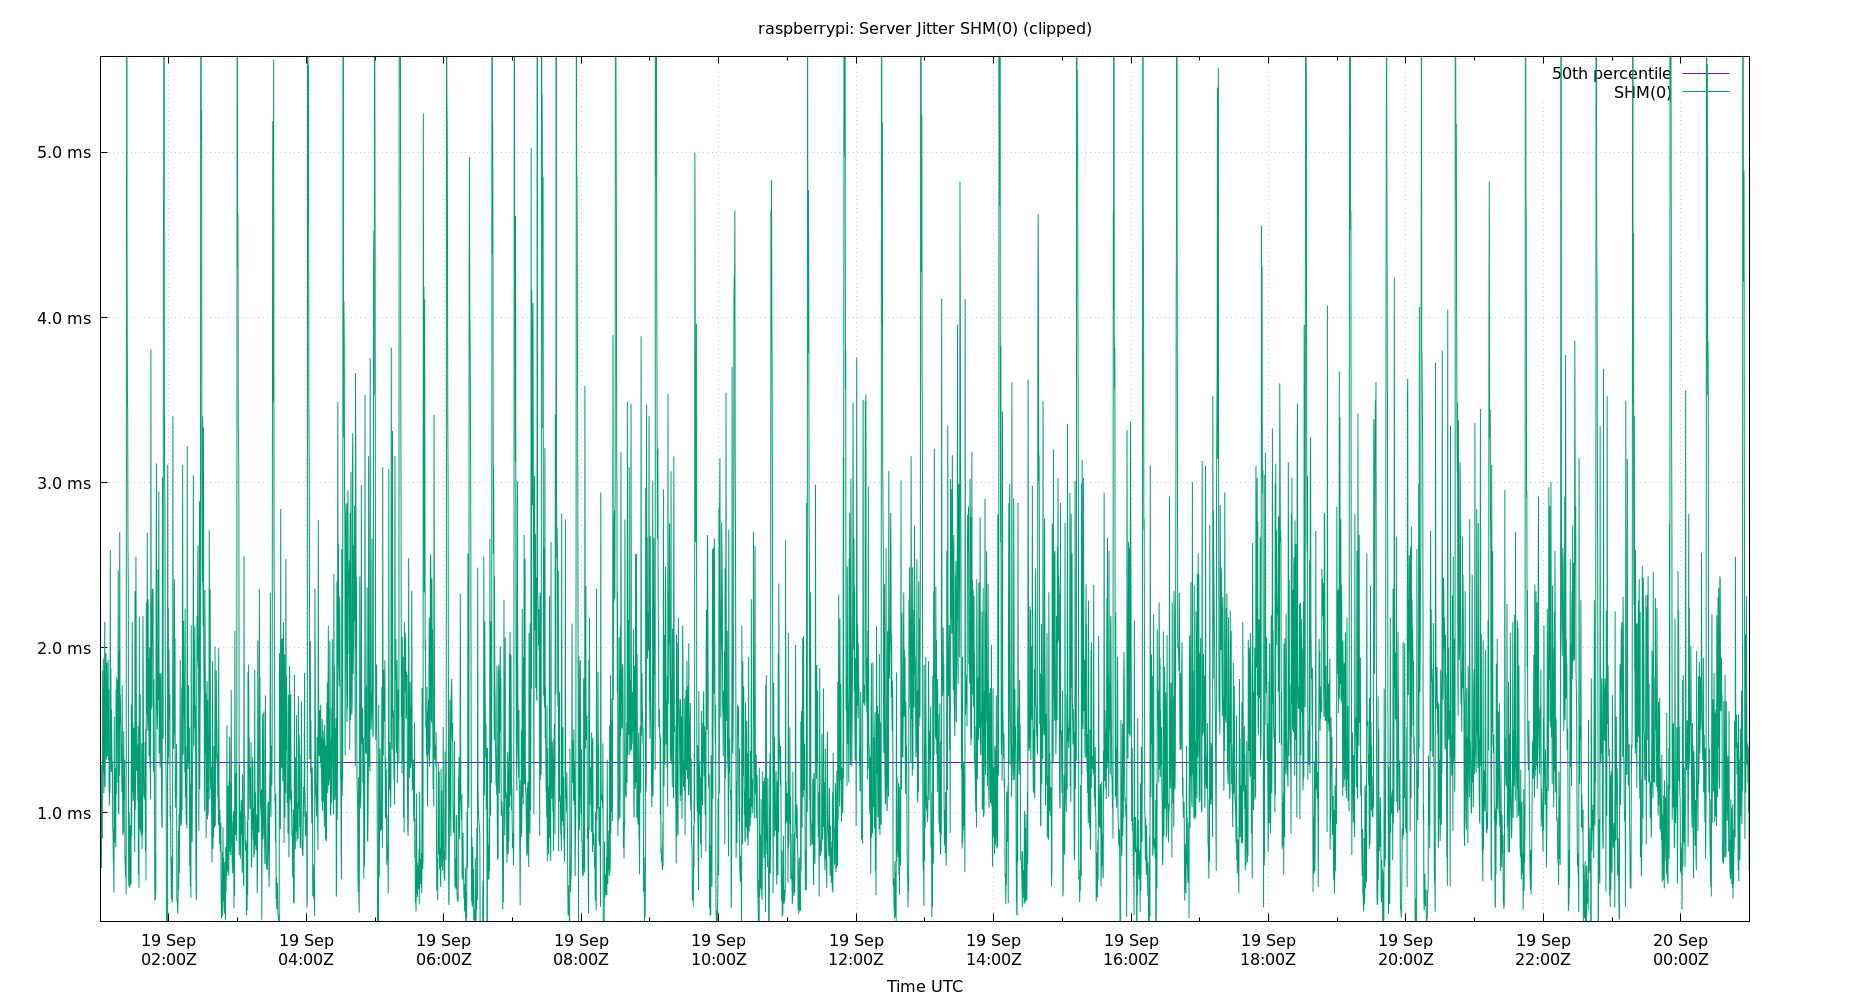 raspberrypi: Server Jitter SHM(0) (clipped)
50th percentile
SHM(0)
5.0 ms
4.0 ms
3.0 ms
2.0 ms
1.0 ms
19 Sep 19 Sep 19 Sep 19 Sep 19 Sep 19 Sep 19 Sep 19 Sep 19 Sep 19 Sep 19 Sep 20 Sep
02:00Z 04:00Z 06:00Z 08:00Z 10:00Z 12:00Z 14:00Z 16:00Z 18:00Z 20:00Z 22:00Z 00:00Z
Time UTC